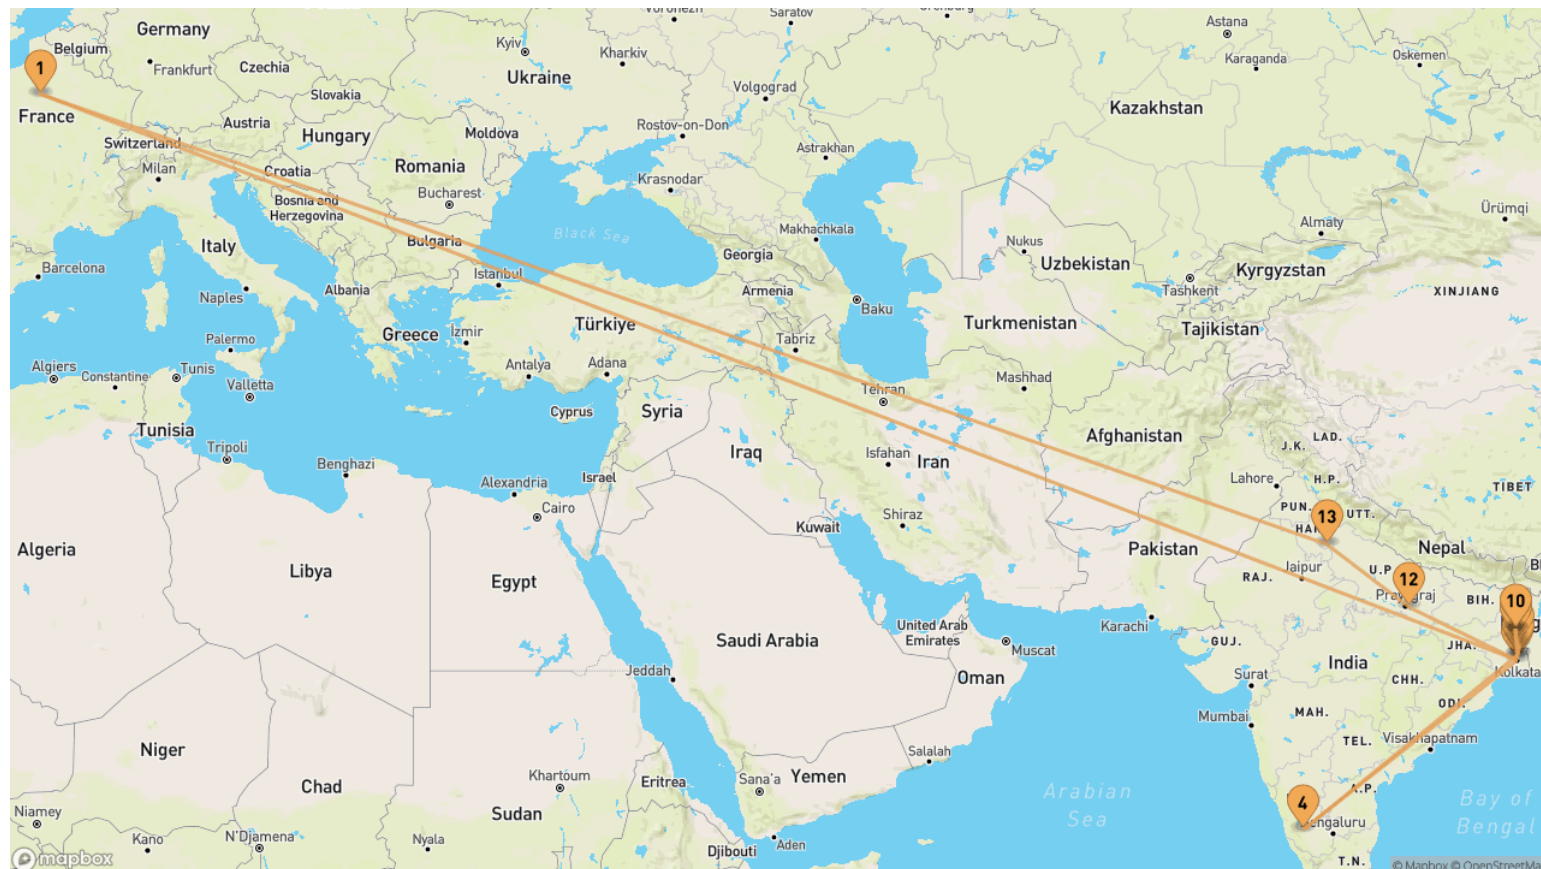 Voronezh
Saratov
Orenburg
Germany
Belgium
Kyiv
Kharkiv
Astana
Karaganda
Oskemen
1
Frankfurt
Czechia
Ukraine
Volgograd
France
Slovakia
Kazakhstan
Austria
Hungary
Moldova
Rostov-on-Don
Switzerland
Milan
Croatia
Romania
Astrakhan
Krasnodar
Bosnia and
Herzegovina
Bucharest
Ürümqi
Italy
Bulgaria
Black Sea
Makhachkala
Almaty
Nukus
Georgia
Uzbekistan
Kyrgyzstan
Barcelona
Istanbul
Tashkent
Naples
Albania
Armenia
Baku
XINJIANG
Greece
İzmir
Türkiye
Turkmenistan
Tajikistan
Palermo
Tabriz
Algiers
Constantine
Tunis
Valletta
Antalya
Adana
Tehran
Mashhad
Tunisia
Cyprus
Syria
Afghanistan
LAD.
J.K.
Tripoli
Benghazi
Iraq
Isfahan
Iran
Israel
Lahore
H.P.
TIBET
Alexandria
Cairo
Shiraz
PUN.
UTT.
13
Kuwait
Algeria
Pakistan
Nepal
Libya
Egypt
Jaipur
RAJ.
U.P.
12
BIH.
10
United Arab
Emirates
Karachi
Saudi Arabia
Muscat
GUJ.
JHA.
India
Jeddah
Oman
Surat
CHH.
Kolkata
Mumbai
MAH.
Niger
Salalah
TEL.
Visakhapatnam
Khartoum
Eritrea
Sana'a
Yemen
Chad
Arabian
Sea
4
A.P.
Bay of
Bengal
Niamey
Sudan
Kano
N'Djamena
Nyala
Djibouti
Aden
Bengaluru
T.N.
mapbox
© Mapbox © OpenStreetMa